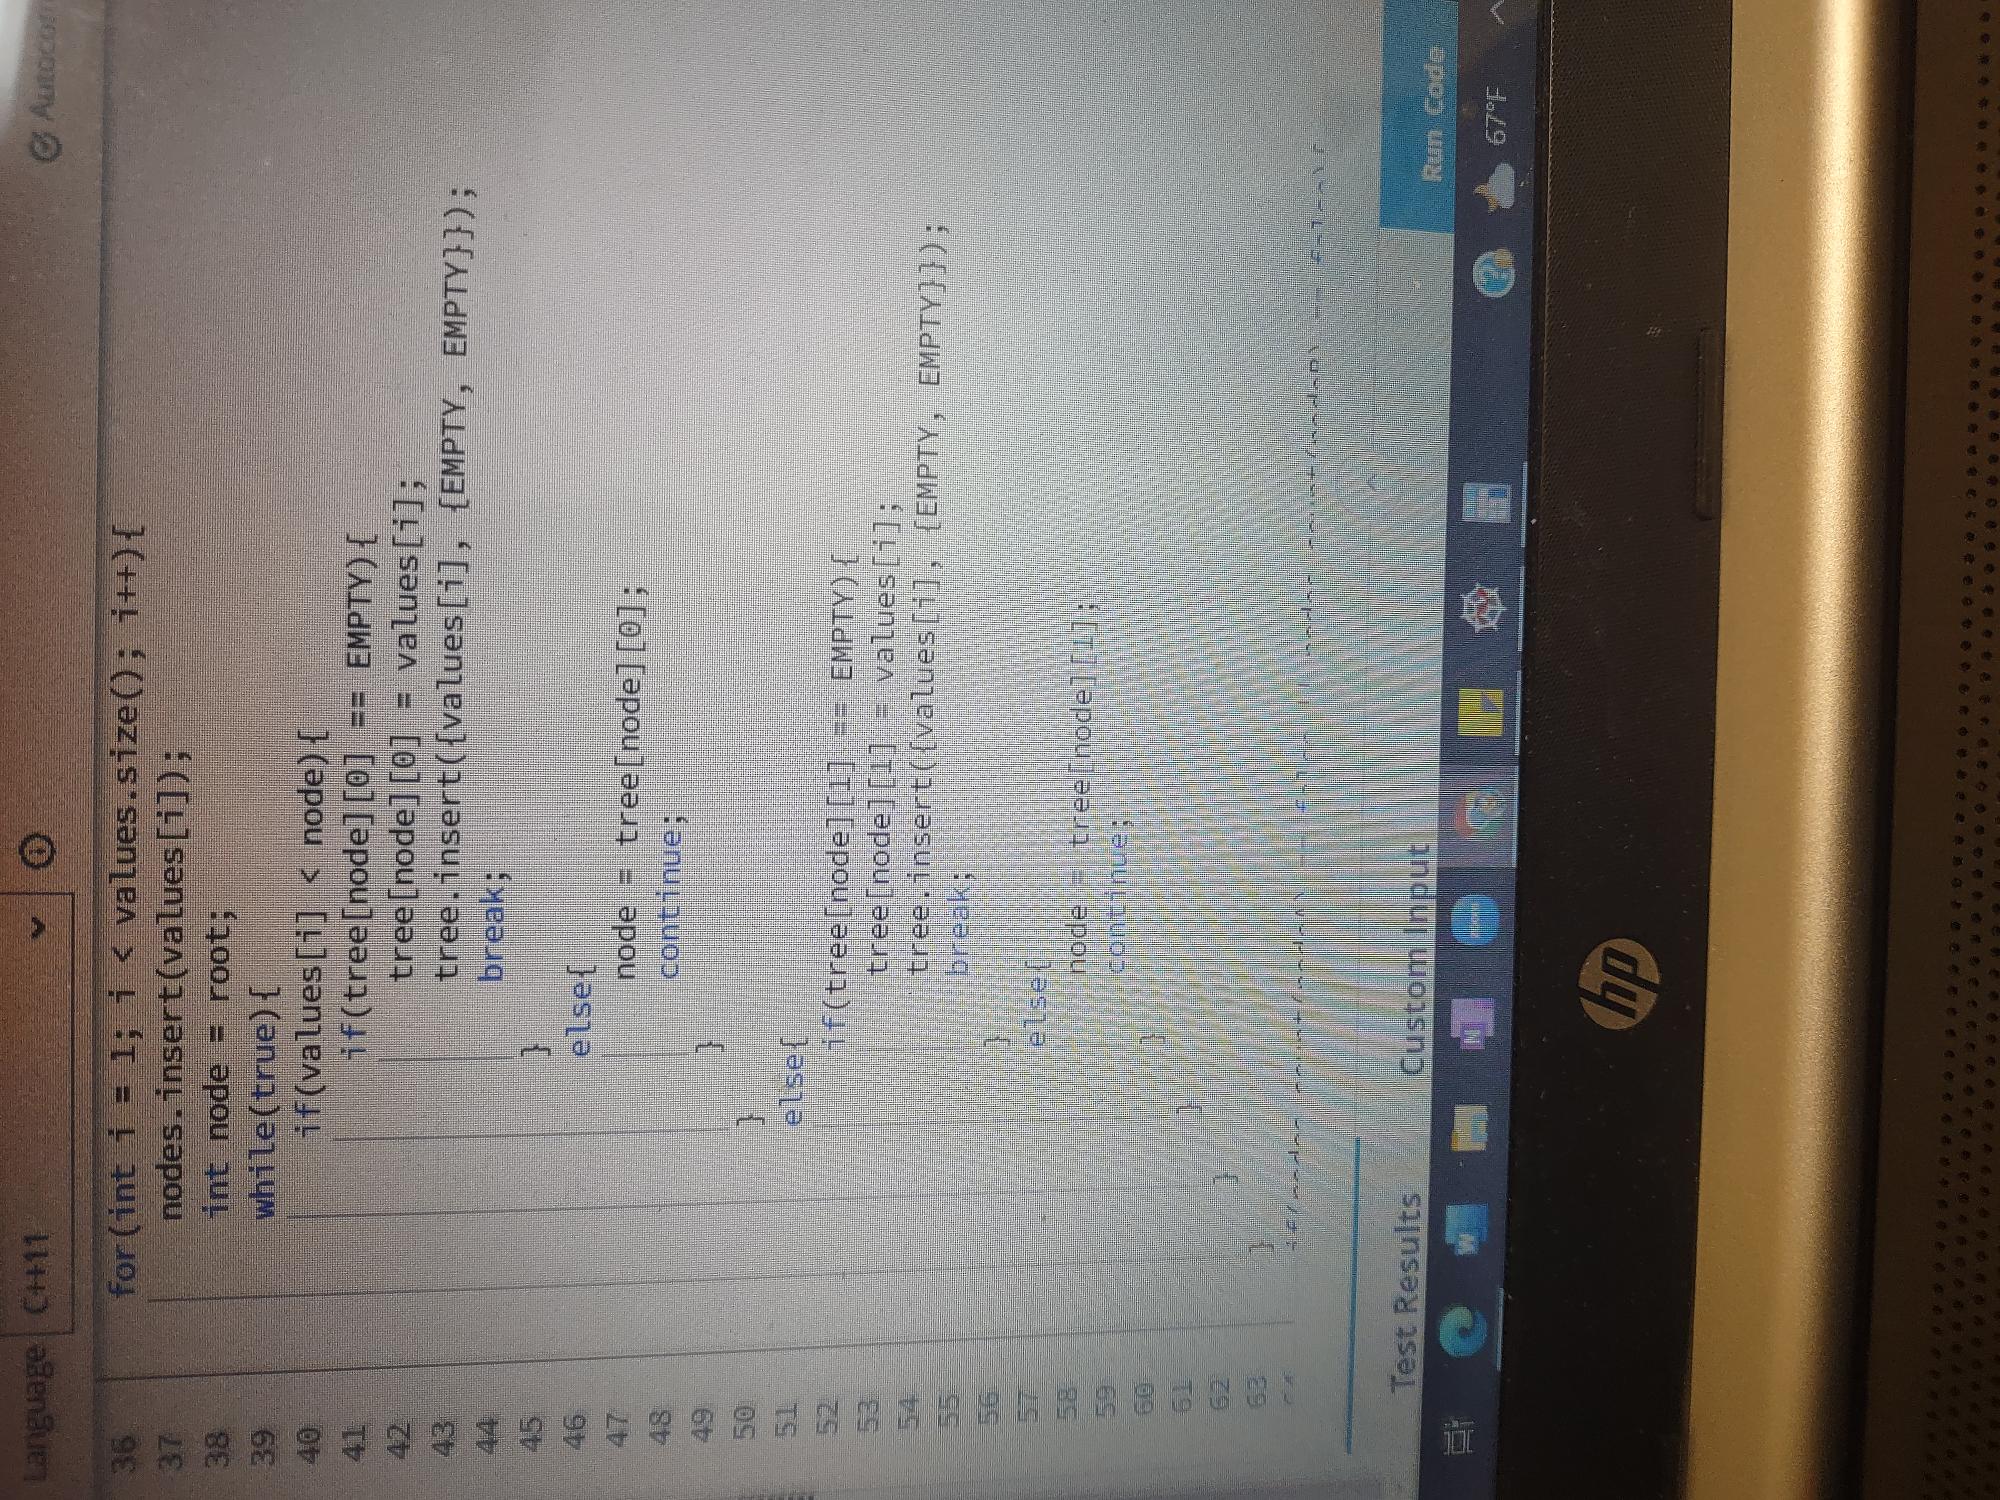 Language C++11
36 for(int i = 1; i < values.size(); i++){
37 nodes.insert(values[i]);
38 int node = root;
39 while(true){
40 if(values[i] < node){
41 if(tree[node][0] == EMPTY){
42 tree[node][0] = values[i];
43 tree.insert({values[i], {EMPTY, EMPTY}});
44 break;
45 }
46 else{
47 node = tree[node][0];
48 continue;
49 }
50 }
51 else{
52 if(tree[node][1] == EMPTY){
53 tree[node][1] = values[i];
54 tree.insert({values[i], {EMPTY, EMPTY}});
55 break;
56 }
57 else{
58 node = tree[node][1];
59 continue;
60 }
61 }
62 }
63 }
Test Results Custom Input Run Code
W N zoom 67°F
hp